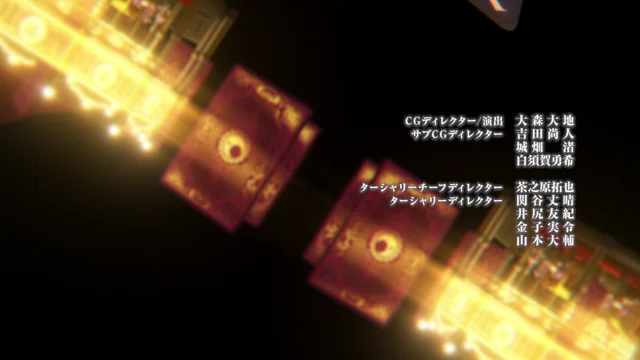 CGディレクター/演出 大森大地
サブCGディレクター 吉田尚人
城畑 渚
白須賀勇希
ターシャリーチーフディレクター 茶之原拓也
ターシャリーディレクター 関谷丈晴
井尻友紀
金子実令
山本大輔